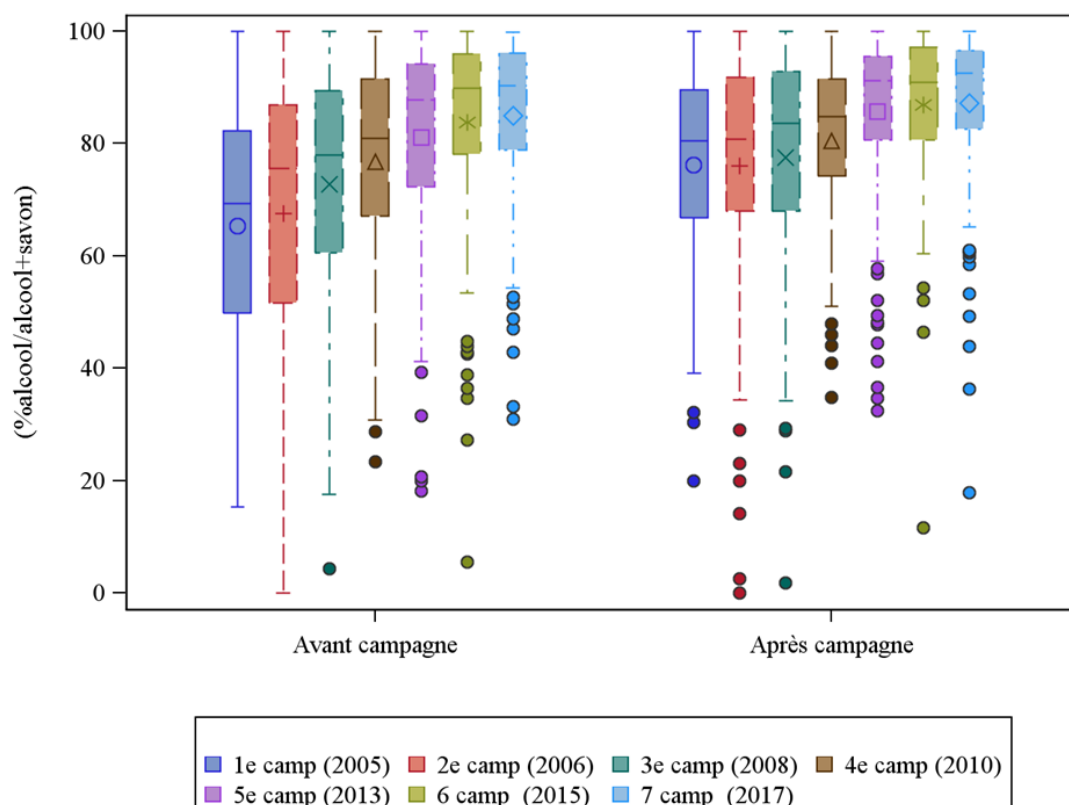 100
80
60
40
20
0
(%alcool/alcool+savon)
Avant campagne
Après campagne
1e camp (2005) 2e camp (2006) 3e camp (2008) 4e camp (2010)
5e camp (2013) 6 camp (2015) 7 camp (2017)